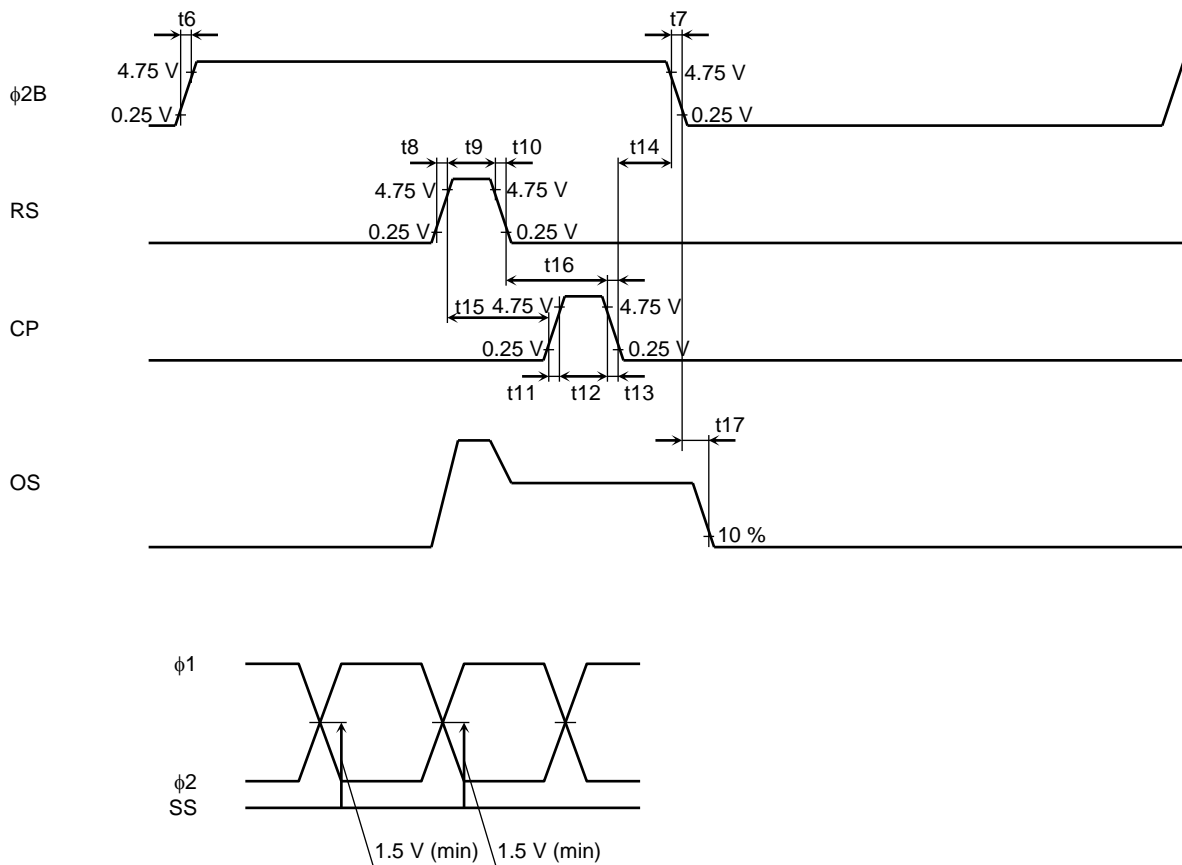 t6 t7
4.75 V 4.75 V
ϕ2B
0.25 V 0.25 V
t8 t9 t10 t14
4.75 V 4.75 V
RS
0.25 V 0.25 V
t16
t15 4.75 V 4.75 V
CP
0.25 V 0.25 V
t11 t12 t13
t17
OS
10 %
ϕ1
ϕ2
SS
1.5 V (min) 1.5 V (min)